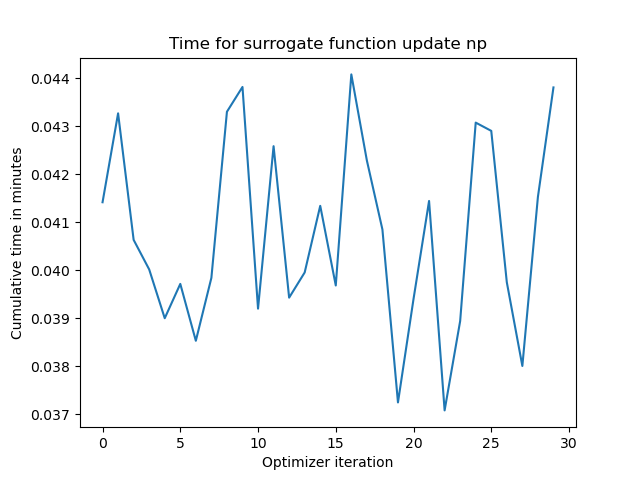 Time for surrogate function update np
Cumulative time in minutes
0.044
0.043
0.042
0.041
0.040
0.039
0.038
0.037
0 5 10 15 20 25 30
Optimizer iteration